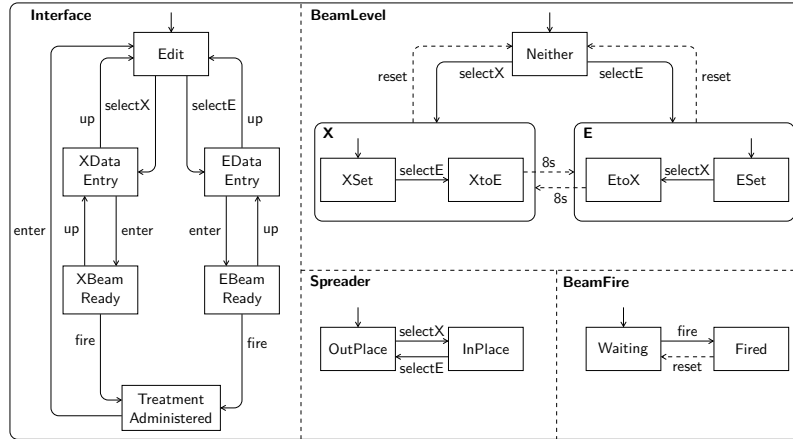 Interface
Edit
selectX
selectE
up
up
XData
Entry
EData
Entry
enter
up
enter
enter
up
XBeam
Ready
EBeam
Ready
fire
fire
Treatment
Administered
BeamLevel
Neither
reset
selectX
selectE
reset
X
XSet
selectE
XtoE
8s
8s
E
EtoX
selectX
ESet
Spreader
OutPlace
selectX
selectE
InPlace
BeamFire
Waiting
fire
reset
Fired